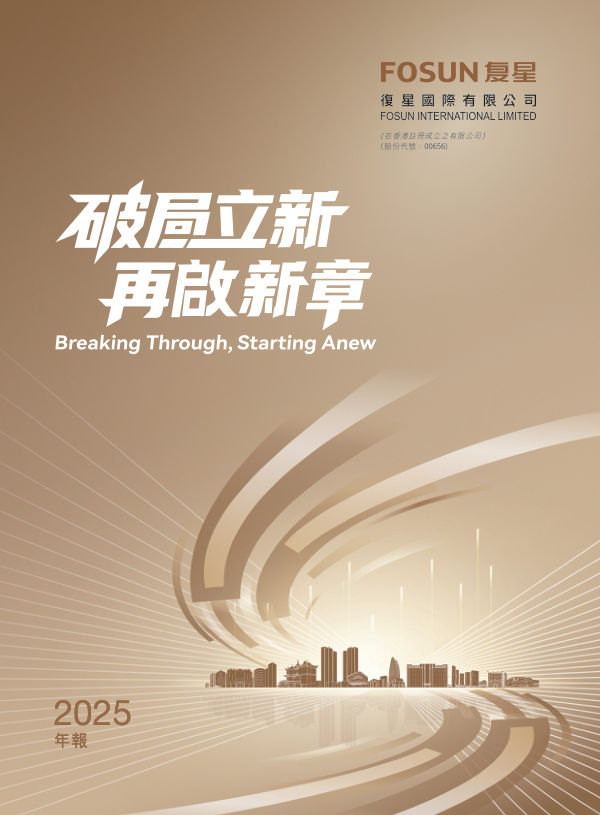 FOSUN 复星
復星國際有限公司
FOSUN INTERNATIONAL LIMITED
(在香港註冊成立之有限公司)
(股份代號：00656)
破局立新
再啟新章
Breaking Through, Starting Anew
2025
年報